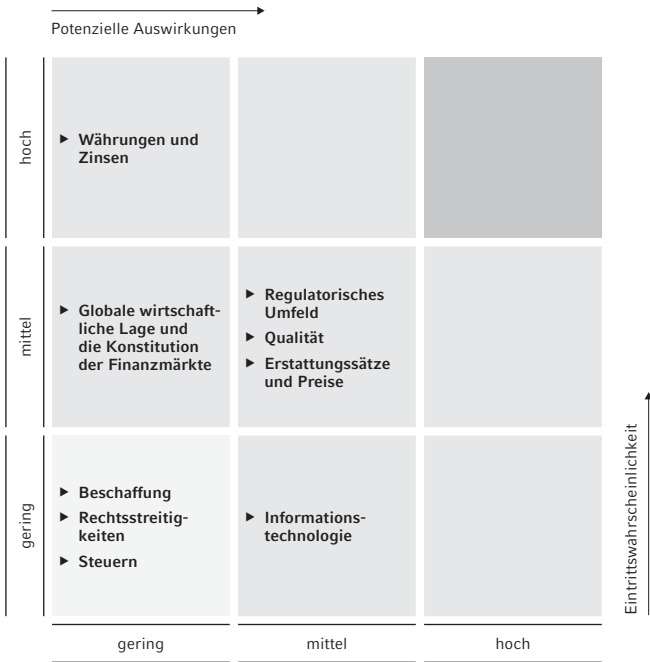 Potenzielle Auswirkungen
hoch
► Währungen und
Zinsen
mittel
► Globale wirtschaft-
liche Lage und
die Konstitution
der Finanzmärkte
► Regulatorisches
Umfeld
► Qualität
► Erstattungssätze
und Preise
gering
► Beschaffung
► Rechtsstreitig-
keiten
► Steuern
► Informations-
technologie
Eintrittswahrscheinlichkeit
gering
mittel
hoch